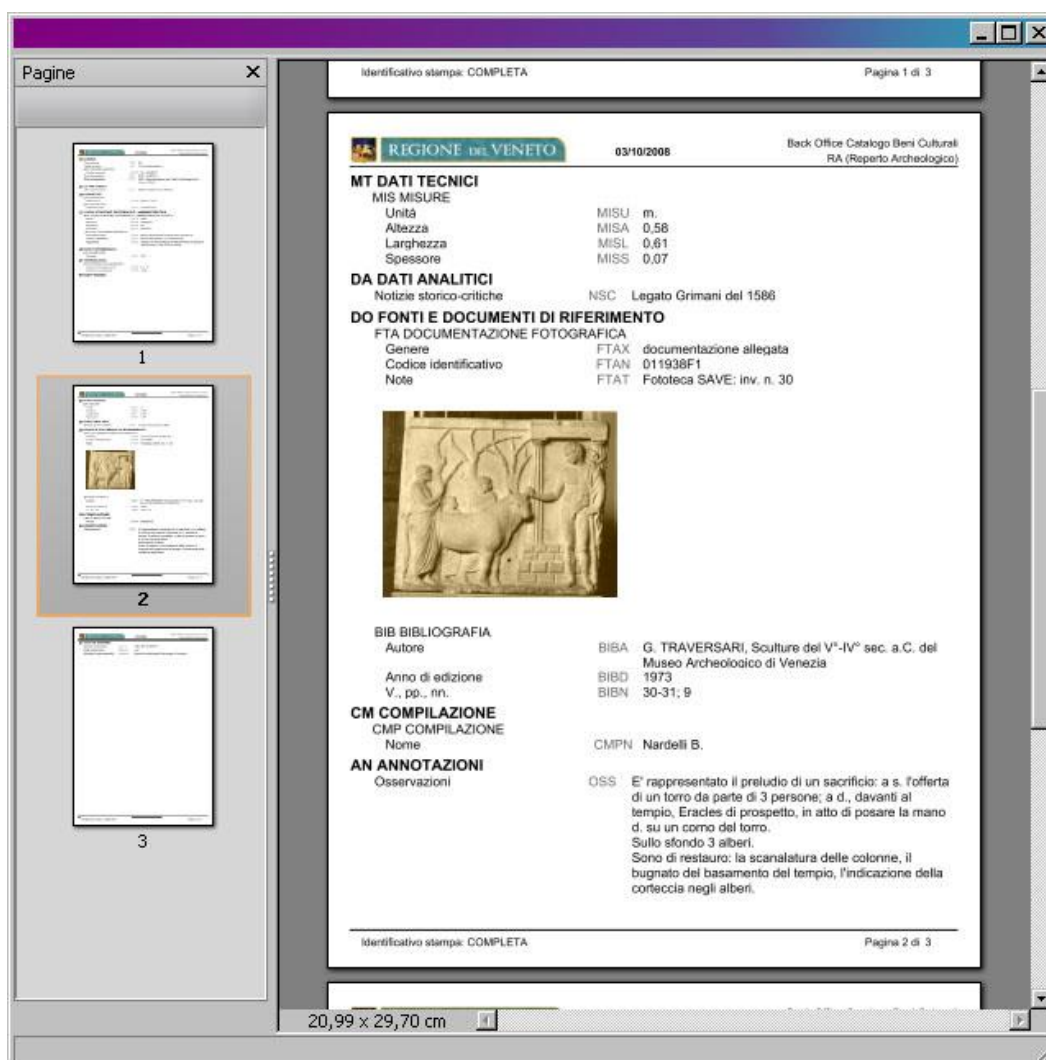 Pagine
Identificativo stampa: COMPLETA Pagina 1 di 3
REGIONE DEL VENETO 03/10/2008 Back Office Catalogo Beni Culturali
RA (Reperto Archeologico)
MT DATI TECNICI
MIS MISURE
Unità MISU m.
Altezza MISA 0,58
Larghezza MISL 0,61
Spessore MISS 0,07
DA DATI ANALITICI
Notizie storico-critiche NSC Legato Grimani del 1586
DO FONTI E DOCUMENTI DI RIFERIMENTO
FTA DOCUMENTAZIONE FOTOGRAFICA
Genere FTAX documentazione allegata
Codice identificativo FTAN 011938F1
Note FTAT Fototeca SAVE: inv. n. 30
BIB BIBLIOGRAFIA
Autore BIBA G. TRAVERSARI, Sculture del V°-IV° sec. a.C. del
Museo Archeologico di Venezia
Anno di edizione BIBD 1973
V., pp., nn. BIBN 30-31; 9
CM COMPILAZIONE
CMP COMPILAZIONE
Nome CMPN Nardelli B.
AN ANNOTAZIONI
Osservazioni OSS E' rappresentato il preludio di un sacrificio: a s. l'offerta
di un torro da parte di 3 persone; a d., davanti al
tempio, Eracles di prospetto, in atto di posare la mano
d. su un corno del torro.
Sullo sfondo 3 alberi.
Sono di restauro: la scanalatura delle colonne, il
bugnato del basamento del tempio, l'indicazione della
corteccia negli alberi.
Identificativo stampa: COMPLETA Pagina 2 di 3
1
2
3
20,99 x 29,70 cm